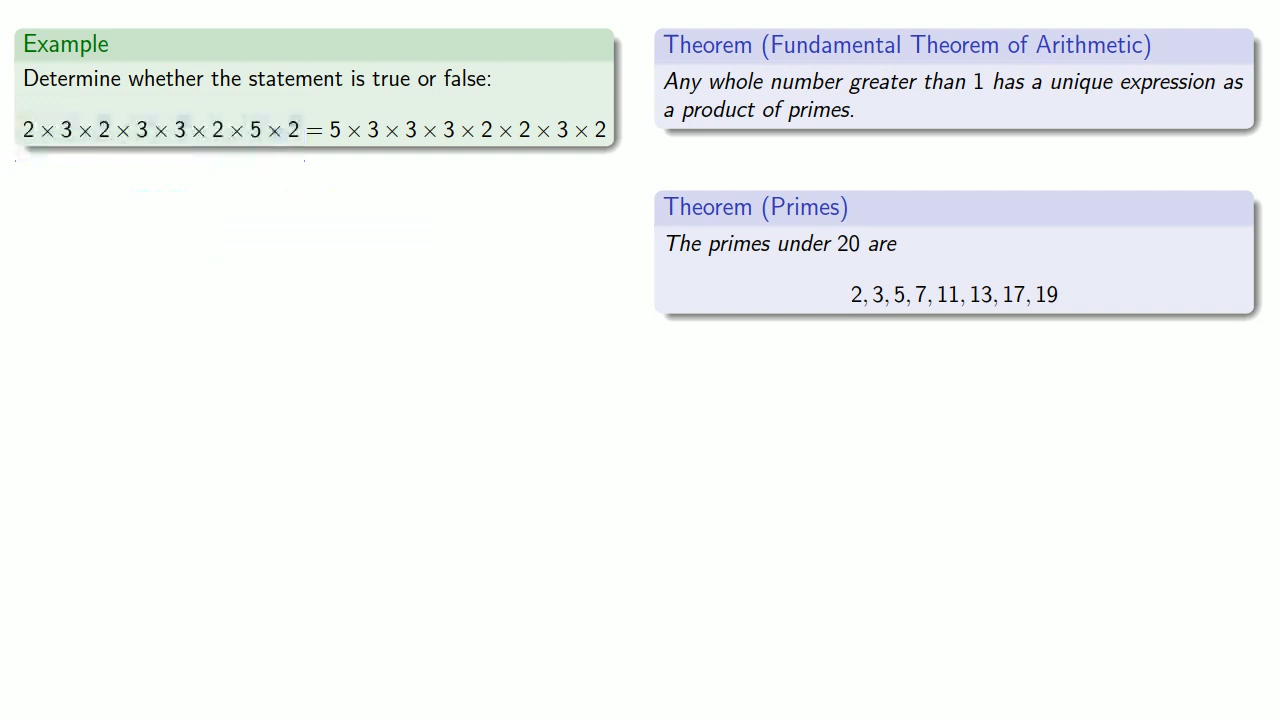 Example
Determine whether the statement is true or false:
2 × 3 × 2 × 3 × 3 × 2 × 5 × 2 = 5 × 3 × 3 × 3 × 2 × 2 × 3 × 2
Theorem (Fundamental Theorem of Arithmetic)
Any whole number greater than 1 has a unique expression as
a product of primes.
Theorem (Primes)
The primes under 20 are
2, 3, 5, 7, 11, 13, 17, 19